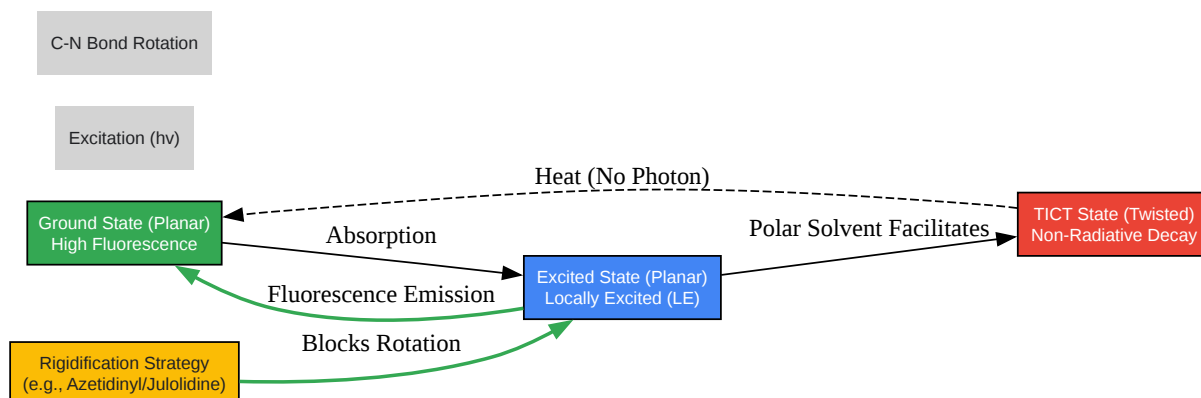 C-N Bond Rotation
Excitation (hv)
Heat (No Photon)
Ground State (Planar)
High Fluorescence
Absorption
Polar Solvent Facilitates
TICT State (Twisted)
Non-Radiative Decay
Fluorescence Emission
Excited State (Planar)
Locally Excited (LE)
Blocks Rotation
Rigidification Strategy
(e.g., Azetidinyl/Julolidine)